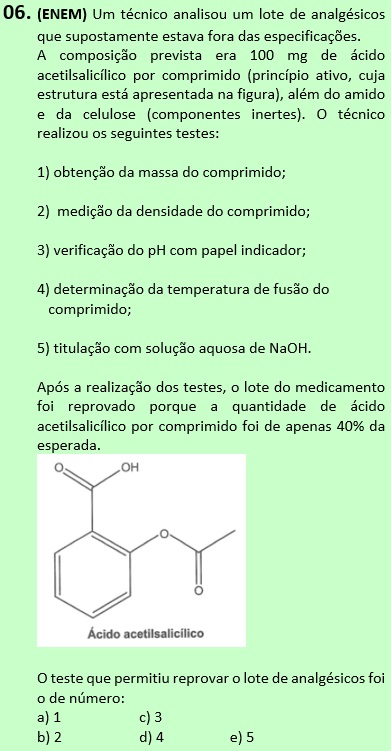 06. (ENEM) Um técnico analisou um lote de analgésicos
que supostamente estava fora das especificações.
A composição prevista era 100 mg de ácido
acetilsalicílico por comprimido (princípio ativo, cuja
estrutura está apresentada na figura), além do amido
e da celulose (componentes inertes). O técnico
realizou os seguintes testes:
1) obtenção da massa do comprimido;
2) medição da densidade do comprimido;
3) verificação do pH com papel indicador;
4) determinação da temperatura de fusão do
comprimido;
5) titulação com solução aquosa de NaOH.
Após a realização dos testes, o lote do medicamento
foi reprovado porque a quantidade de ácido
acetilsalicílico por comprimido foi de apenas 40% da
esperada.
O OH
O
O
Ácido acetilsalicílico
O teste que permitiu reprovar o lote de analgésicos foi
o de número:
a) 1 c) 3
b) 2 d) 4 e) 5